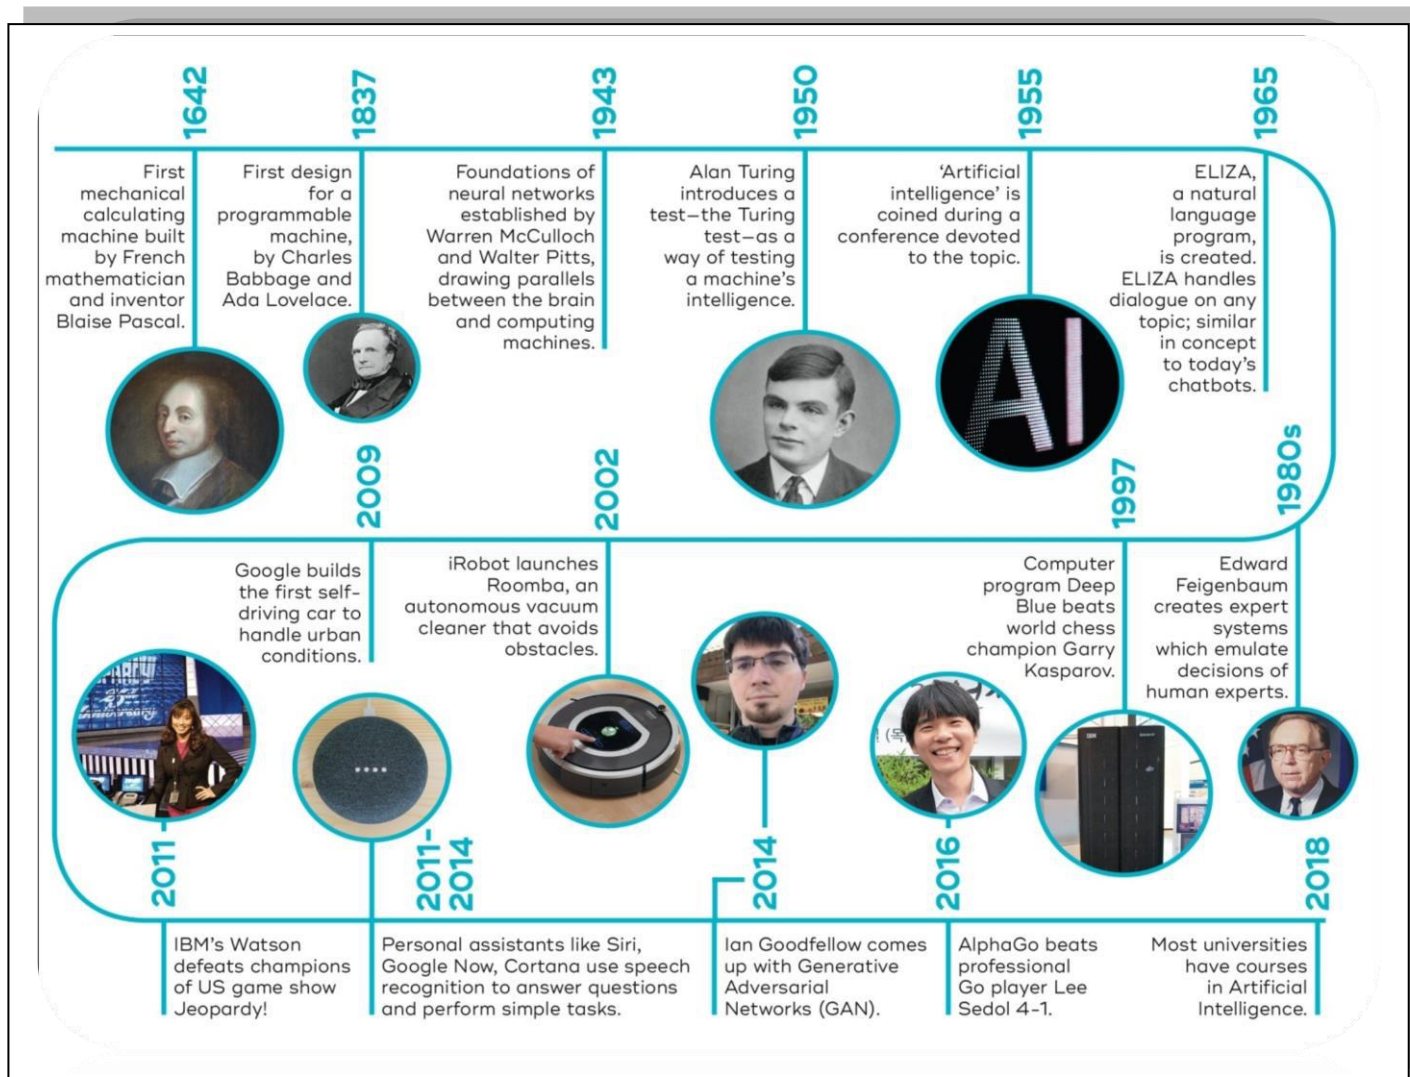 1642
First
mechanical
calculating
machine built
by French
mathematician
and inventor
Blaise Pascal.
1837
First design
for a
programmable
machine,
by Charles
Babbage and
Ada Lovelace.
1943
Foundations of
neural networks
established by
Warren McCulloch
and Walter Pitts,
drawing parallels
between the brain
and computing
machines.
1950
Alan Turing
introduces a
test—the Turing
test—as a
way of testing
a machine's
intelligence.
1955
'Artificial
intelligence' is
coined during a
conference devoted
to the topic.
AI
1965
ELIZA,
a natural
language
program,
is created.
ELIZA handles
dialogue on any
topic; similar
in concept
to today's
chatbots.
1980s
Edward
Feigenbaum
creates expert
systems
which emulate
decisions of
human experts.
1997
Computer
program Deep
Blue beats
world chess
champion Garry
Kasparov.
IBM
2002
iRobot launches
Roomba, an
autonomous vacuum
cleaner that avoids
obstacles.
2009
Google builds
the first self-
driving car to
handle urban
conditions.
2011
IBM's Watson
defeats champions
of US game show
Jeopardy!
2011-
2014
Personal assistants like Siri,
Google Now, Cortana use speech
recognition to answer questions
and perform simple tasks.
2014
Ian Goodfellow comes
up with Generative
Adversarial
Networks (GAN).
2016
AlphaGo beats
professional
Go player Lee
Sedol 4-1.
2018
Most universities
have courses
in Artificial
Intelligence.